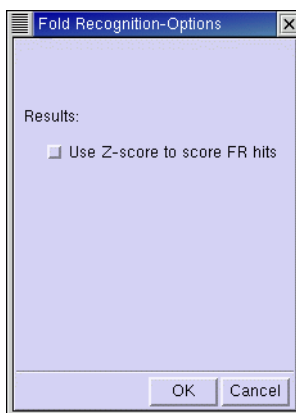 Fold Recognition-Options
Results:
Use Z-score to score FR hits
OK Cancel